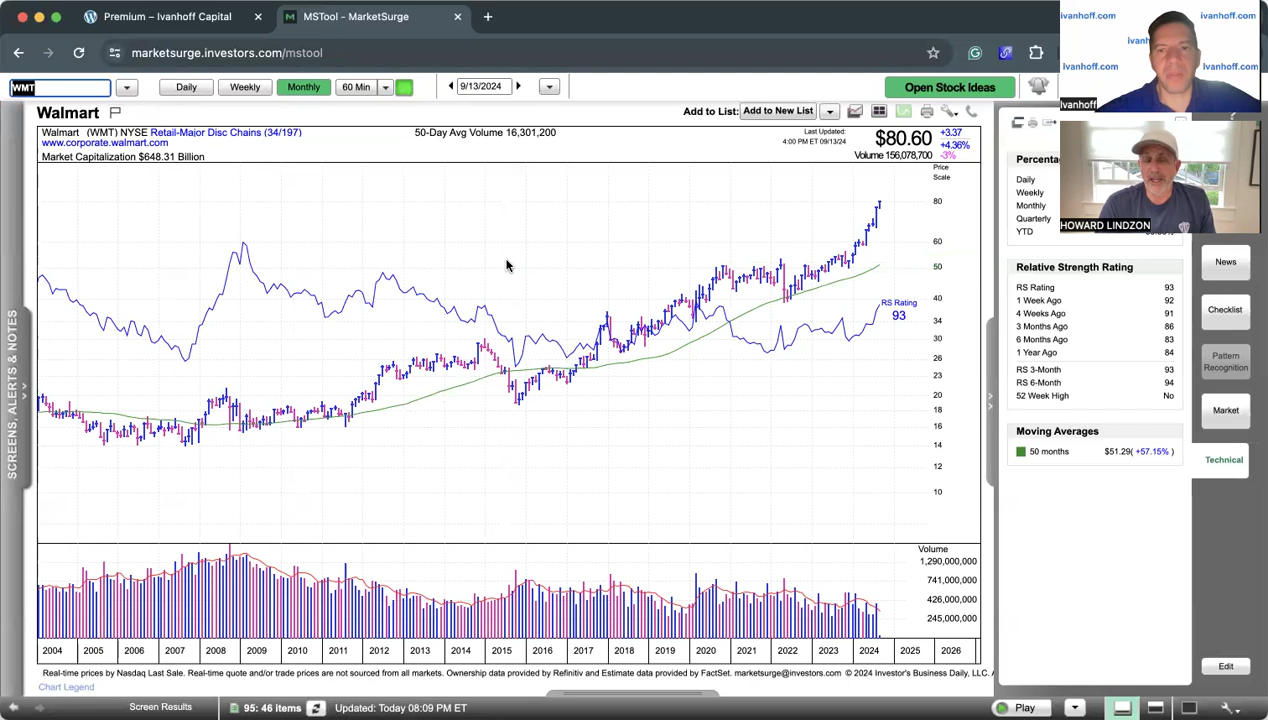 Premium – Ivanhoff Capital
MSTool - MarketSurge
marketsurge.investors.com/mstool
WMT
Daily
Weekly
Monthly
60 Min
9/13/2024
Open Stock Ideas
Walmart
Add to List:
Add to New List
Walmart (WMT) NYSE Retail-Major Disc Chains (34/197)
50-Day Avg Volume 16,301,200
Last Updated:
4:00 PM ET 09/13/24
$80.60
+3.37
+4.36%
www.corporate.walmart.com
Market Capitalization $648.31 Billion
Volume 156,078,700
-3%
Price
Scale
80
60
50
40
34
30
26
23
20
18
16
14
12
10
RS Rating
93
Volume
1,290,000,000
741,000,000
426,000,000
245,000,000
2004 2005 2006 2007 2008 2009 2010 2011 2012 2013 2014 2015 2016 2017 2018 2019 2020 2021 2022 2023 2024 2025 2026
Real-time prices by Nasdaq Last Sale. Real-time quote and/or trade prices are not sourced from all markets. Ownership data provided by Refinitiv and Estimate data provided by FactSet. marketsurge@investors.com © 2024 Investor's Business Daily, LLC.
Chart Legend
SCREENS, ALERTS & NOTES
Screen Results
95: 46 items
Updated: Today 08:09 PM ET
Play
Percenta
Daily
Weekly
Monthly
Quarterly
YTD
Relative Strength Rating
RS Rating 93
1 Week Ago 92
4 Weeks Ago 91
3 Months Ago 86
6 Months Ago 83
1 Year Ago 84
RS 3-Month 93
RS 6-Month 94
52 Week High No
Moving Averages
50 months $51.29( +57.15% )
News
Checklist
Pattern
Recognition
Market
Technical
Edit
ivanhoff.com
ivanhoff.com
ivanhoff.com
ivanhoff.com
Ivanhoff
HOWARD LINDZON